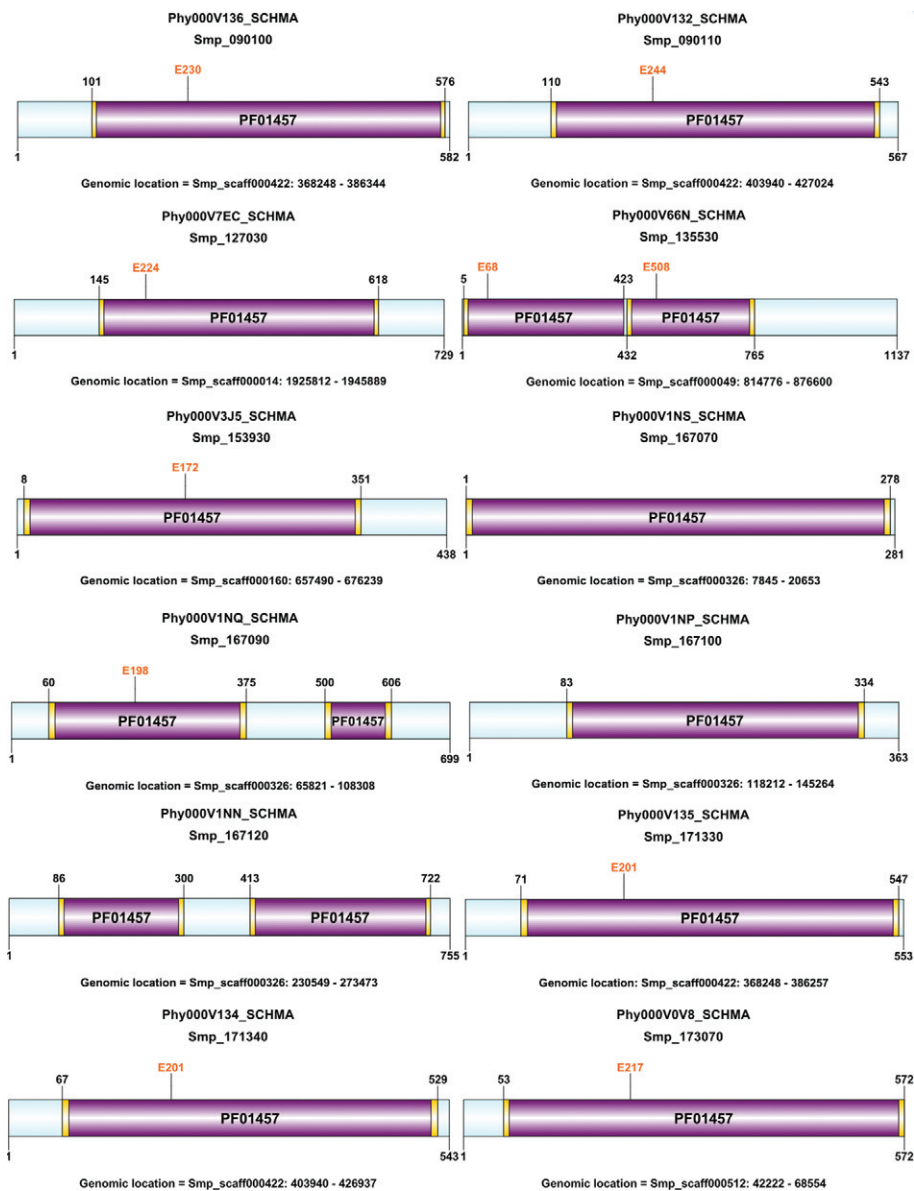 Phy000V136_SCHMA
Smp_090100
E230
101 576
PF01457
1 582
Genomic location = Smp_scaff000422: 368248 - 386344
Phy000V132_SCHMA
Smp_090110
E244
110 543
PF01457
1 567
Genomic location = Smp_scaff000422: 403940 - 427024
Phy000V7EC_SCHMA
Smp_127030
E224
145 618
PF01457
1 729
Genomic location = Smp_scaff000014: 1925812 - 1945889
Phy000V66N_SCHMA
Smp_135530
E68 E508
5 423
PF01457 PF01457
1 432 765 1137
Genomic location = Smp_scaff000049: 814776 - 876600
Phy000V3J5_SCHMA
Smp_153930
E172
8 351
PF01457
1 438
Genomic location = Smp_scaff000160: 657490 - 676239
Phy000V1NS_SCHMA
Smp_167070
1 278
PF01457
1 281
Genomic location = Smp_scaff000326: 7845 - 20653
Phy000V1NQ_SCHMA
Smp_167090
E198
60 375 500 606
PF01457 PF01457
1 699
Genomic location = Smp_scaff000326: 65821 - 108308
Phy000V1NP_SCHMA
Smp_167100
83 334
PF01457
1 363
Genomic location = Smp_scaff000326: 118212 - 145264
Phy000V1NN_SCHMA
Smp_167120
86 300 413 722
PF01457 PF01457
1 755
Genomic location = Smp_scaff000326: 230549 - 273473
Phy000V135_SCHMA
Smp_171330
E201
71 547
PF01457
1 553
Genomic location: Smp_scaff000422: 368248 - 386257
Phy000V134_SCHMA
Smp_171340
E201
67 529
PF01457
1 543
Genomic location = Smp_scaff000422: 403940 - 426937
Phy000V0V8_SCHMA
Smp_173070
E217
53 572
PF01457
1 572
Genomic location = Smp_scaff000512: 42222 - 68554